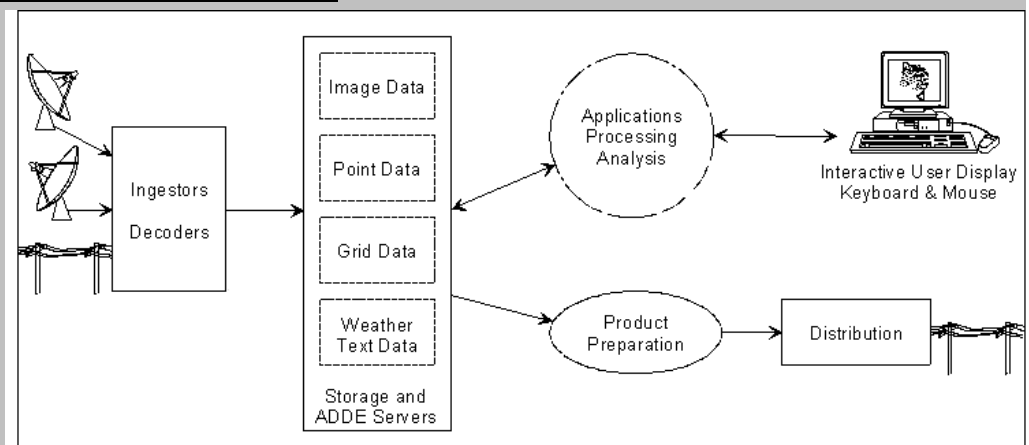 Ingestors
Decoders
Image Data
Point Data
Grid Data
Weather
Text Data
Storage and
ADDE Servers
Applications
Processing
Analysis
Interactive User Display
Keyboard & Mouse
Product
Preparation
Distribution